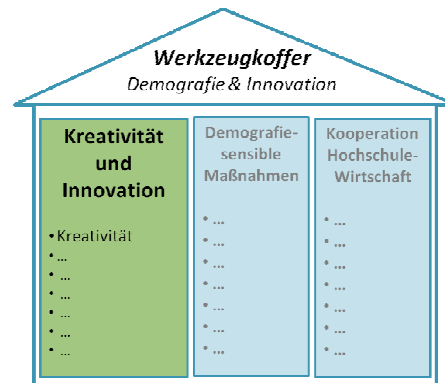 Werkzeugkoffer
Demografie & Innovation
Kreativität
und
Innovation
• Kreativität
• ...
• ...
• ...
• ...
• ...
• ...
Demografie-
sensible
Maßnahmen
• ...
• ...
• ...
• ...
• ...
• ...
• ...
Kooperation
Hochschule-
Wirtschaft
• ...
• ...
• ...
• ...
• ...
• ...
• ...